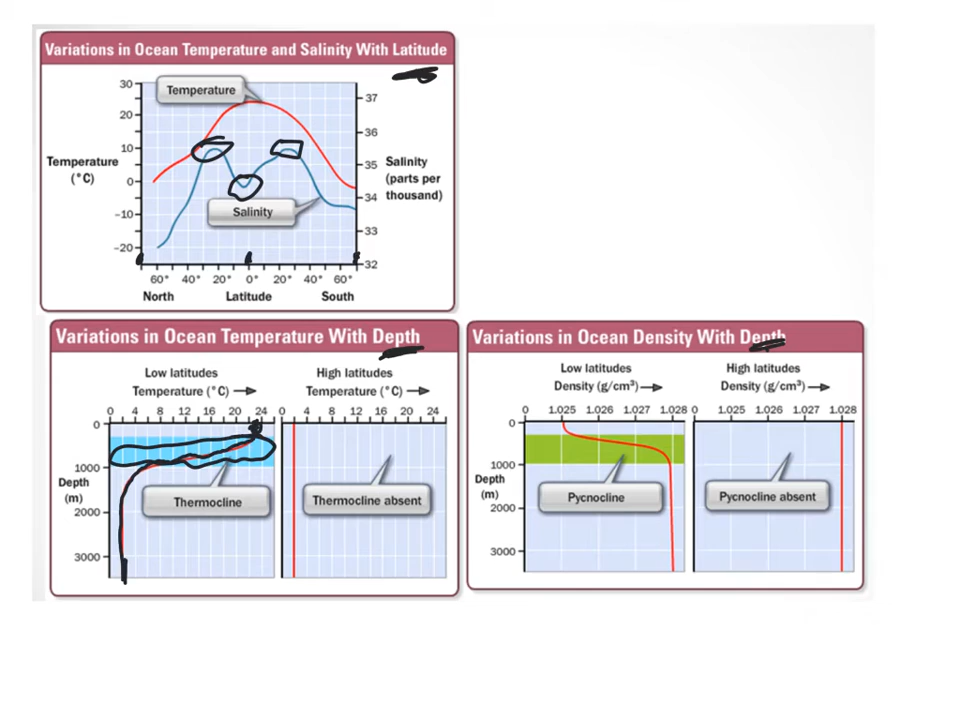 Variations in Ocean Temperature and Salinity With Latitude
30
20
10
0
-10
-20
Temperature
(°C)
Temperature
Salinity
37
36
35
34
33
32
Salinity
(parts per
thousand)
60° 40° 20° 0° 20° 40° 60°
North Latitude South
Variations in Ocean Temperature With Depth
Low latitudes
Temperature (°C) →
0 4 8 12 16 20 24
High latitudes
Temperature (°C) →
0 4 8 12 16 20 24
0
1000
2000
3000
Depth
(m)
Thermocline
Thermocline absent
Variations in Ocean Density With Depth
Low latitudes
Density (g/cm³) →
0 1.025 1.026 1.027 1.028
High latitudes
Density (g/cm³) →
0 1.025 1.026 1.027 1.028
0
1000
2000
3000
Depth
(m)
Pycnocline
Pycnocline absent